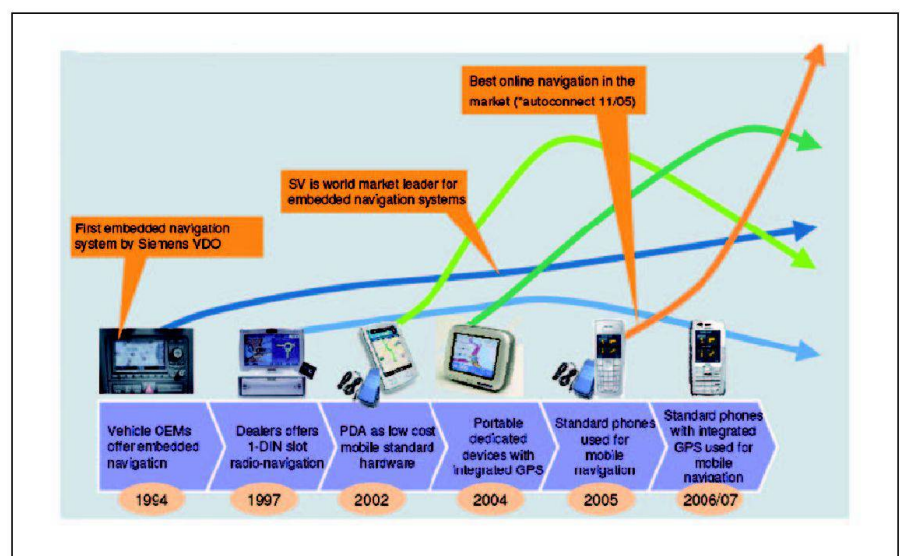 Best online navigation in the
market (*autoconnect 11/05)
SV is world market leader for
embedded navigation systems
First embedded navigation
system by Siemens VDO
Vehicle OEMs
offer embedded
navigation
Dealers offers
1-DIN slot
radio-navigation
PDA as low cost
mobile standard
hardware
Portable
dedicated
devices with
integrated GPS
Standard phones
used for
mobile
navigation
Standard phones
with integrated
GPS used for
mobile
navigation
1994
1997
2002
2004
2005
2006/07